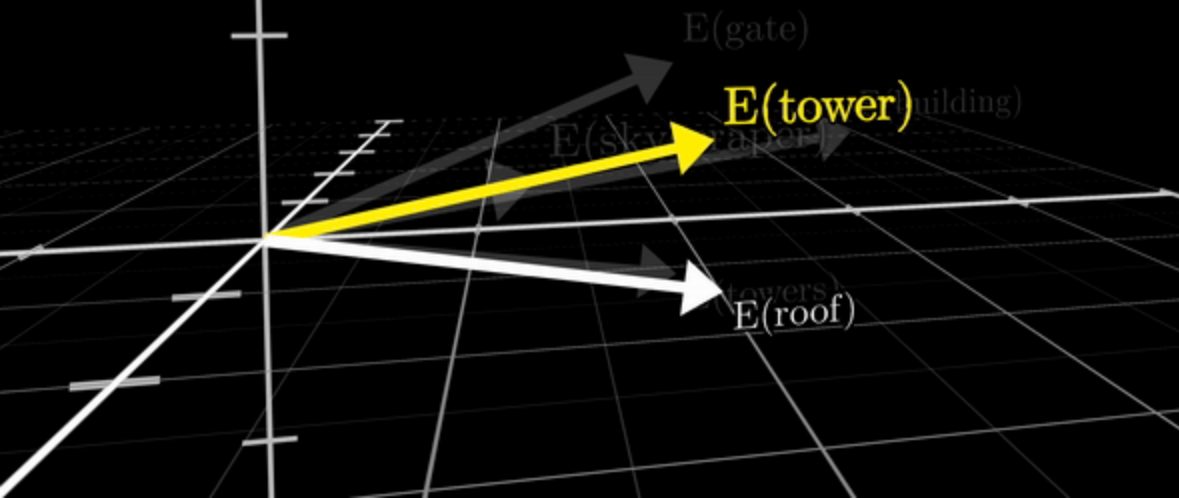 E(gate)
E(tower)
E(building)
E(skyscraper)
E(towers)
E(roof)